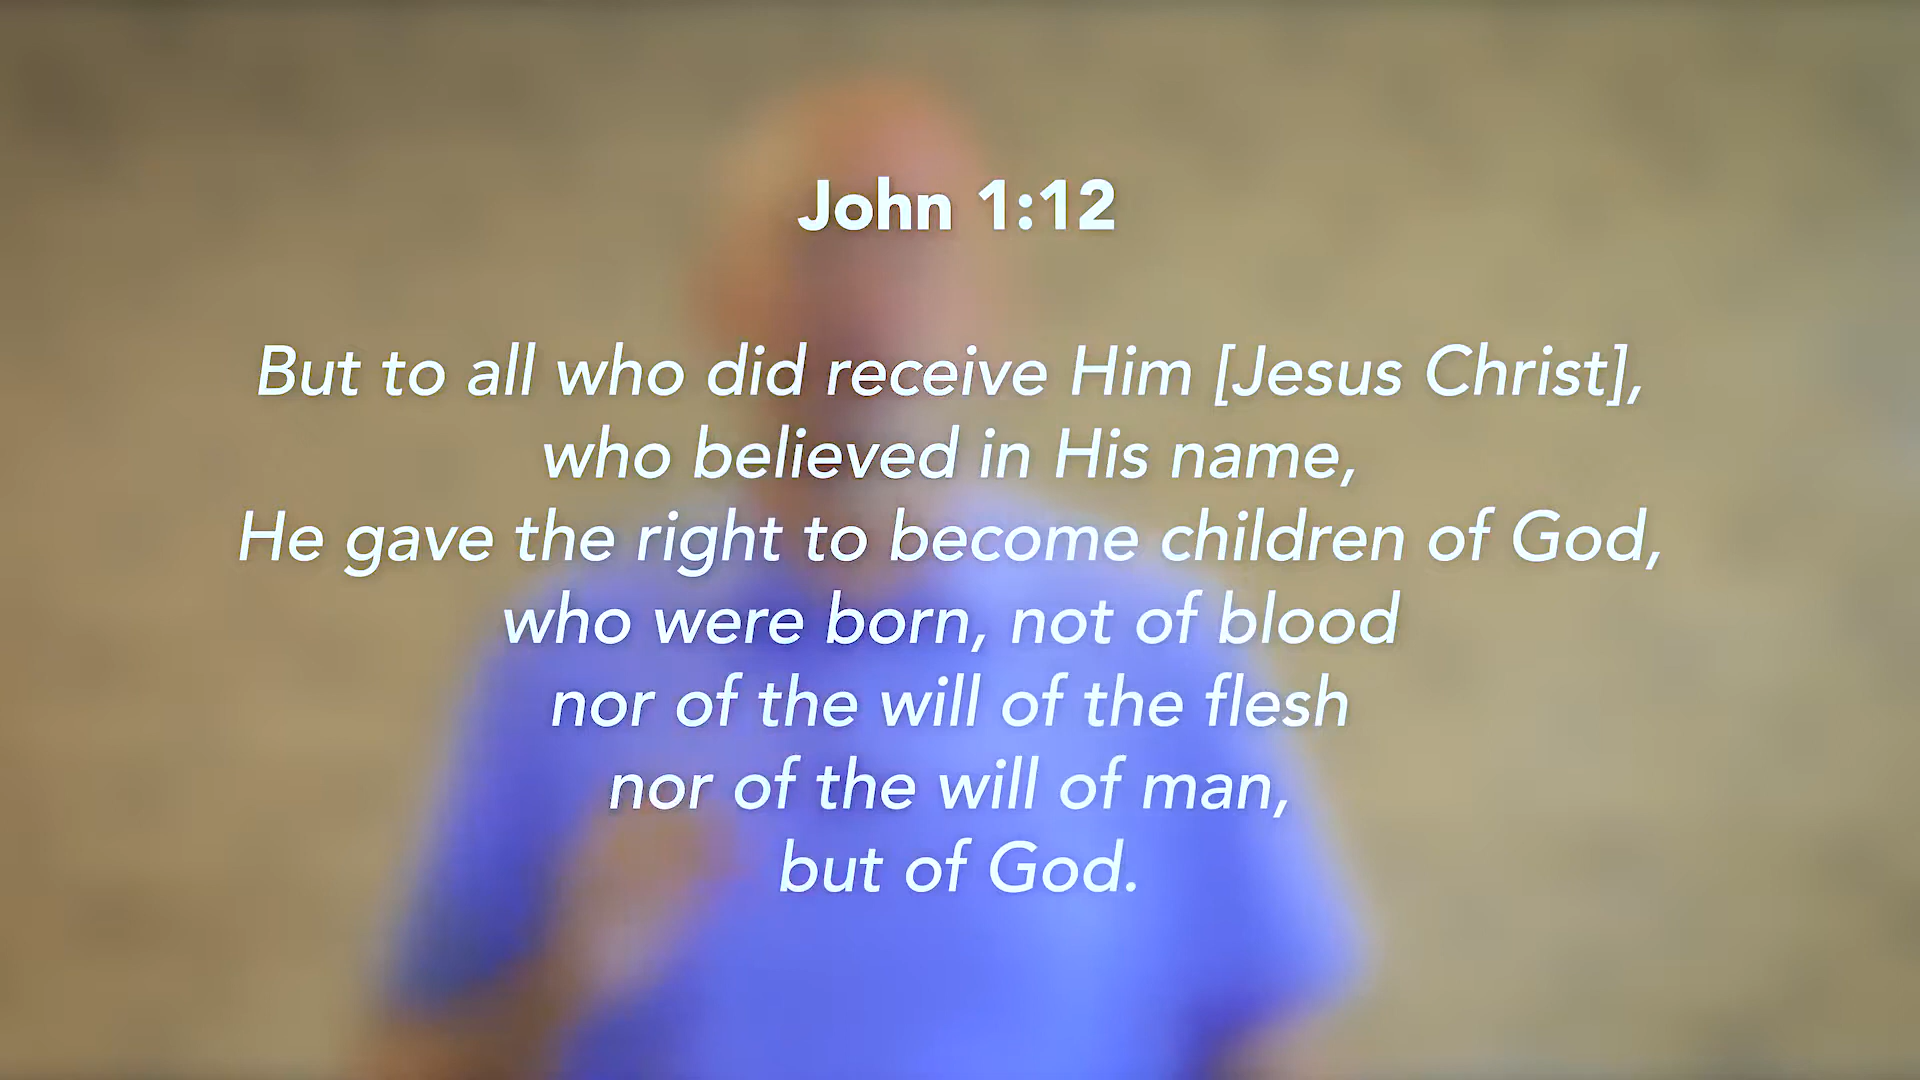 John 1:12
But to all who did receive Him [Jesus Christ],
who believed in His name,
He gave the right to become children of God,
who were born, not of blood
nor of the will of the flesh
nor of the will of man,
but of God.